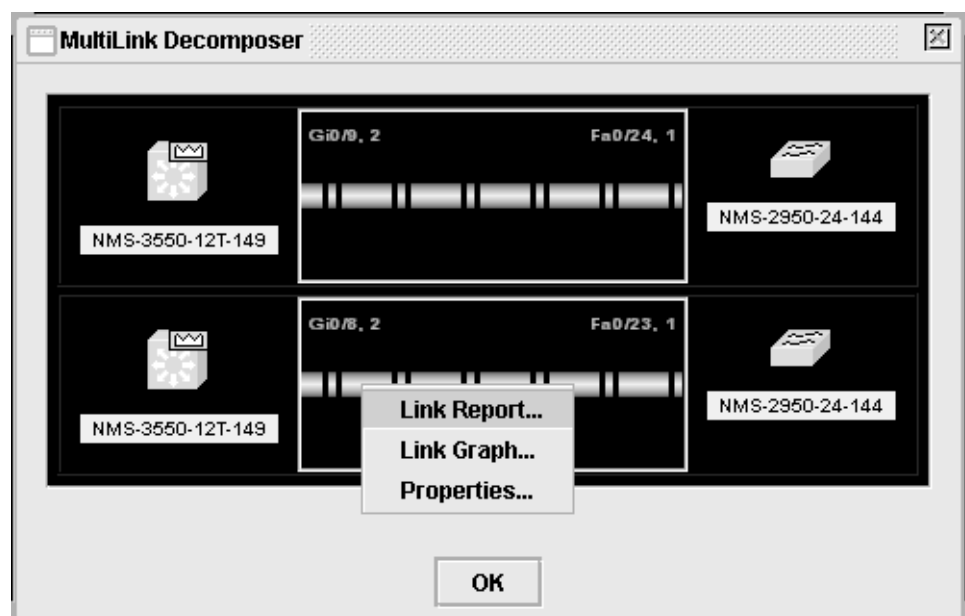 MultiLink Decomposer
Gi0/9, 2 Fa0/24, 1
NMS-3550-12T-149
NMS-2950-24-144
Gi0/8, 2 Fa0/23, 1
NMS-3550-12T-149
NMS-2950-24-144
Link Report...
Link Graph...
Properties...
OK